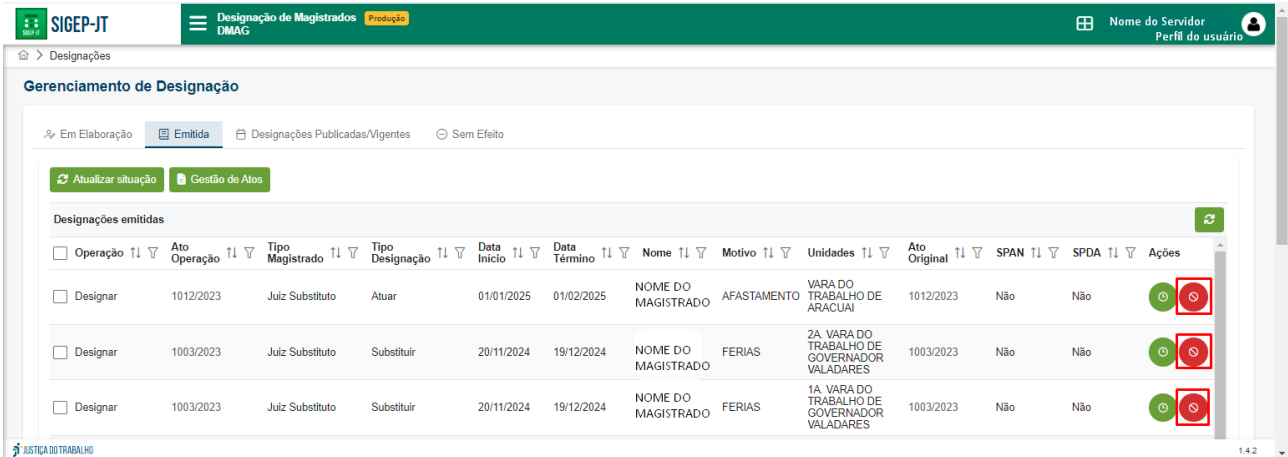 SIGEP-JT
SIGEP-JT
Designação de Magistrados Produção
DMAG
Nome do Servidor
Perfil do usuário
Designações
Gerenciamento de Designação
Em Elaboração Emitida Designações Publicadas/Vigentes Sem Efeito
Atualizar situação Gestão de Atos
Designações emitidas
Operação Ato Operação Tipo Magistrado Tipo Designação Data Início Data Término Nome Motivo Unidades Ato Original SPAN SPDA Ações
Designar 1012/2023 Juiz Substituto Atuar 01/01/2025 01/02/2025 NOME DO MAGISTRADO AFASTAMENTO VARA DO TRABALHO DE ARACUAI 1012/2023 Não Não
Designar 1003/2023 Juiz Substituto Substituir 20/11/2024 19/12/2024 NOME DO MAGISTRADO FERIAS 2A. VARA DO TRABALHO DE GOVERNADOR VALADARES 1003/2023 Não Não
Designar 1003/2023 Juiz Substituto Substituir 20/11/2024 19/12/2024 NOME DO MAGISTRADO FERIAS 1A. VARA DO TRABALHO DE GOVERNADOR VALADARES 1003/2023 Não Não
JUSTIÇA DO TRABALHO
1.4.2